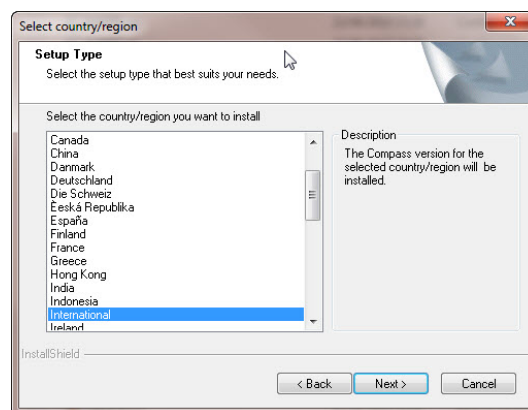 Select country/region
Setup Type
Select the setup type that best suits your needs.
Select the country/region you want to install
Canada
China
Danmark
Deutschland
Die Schweiz
Èeská Republika
España
Finland
France
Greece
Hong Kong
India
Indonesia
International
Ireland
Description
The Compass version for the
selected country/region will be
installed.
InstallShield
< Back
Next >
Cancel